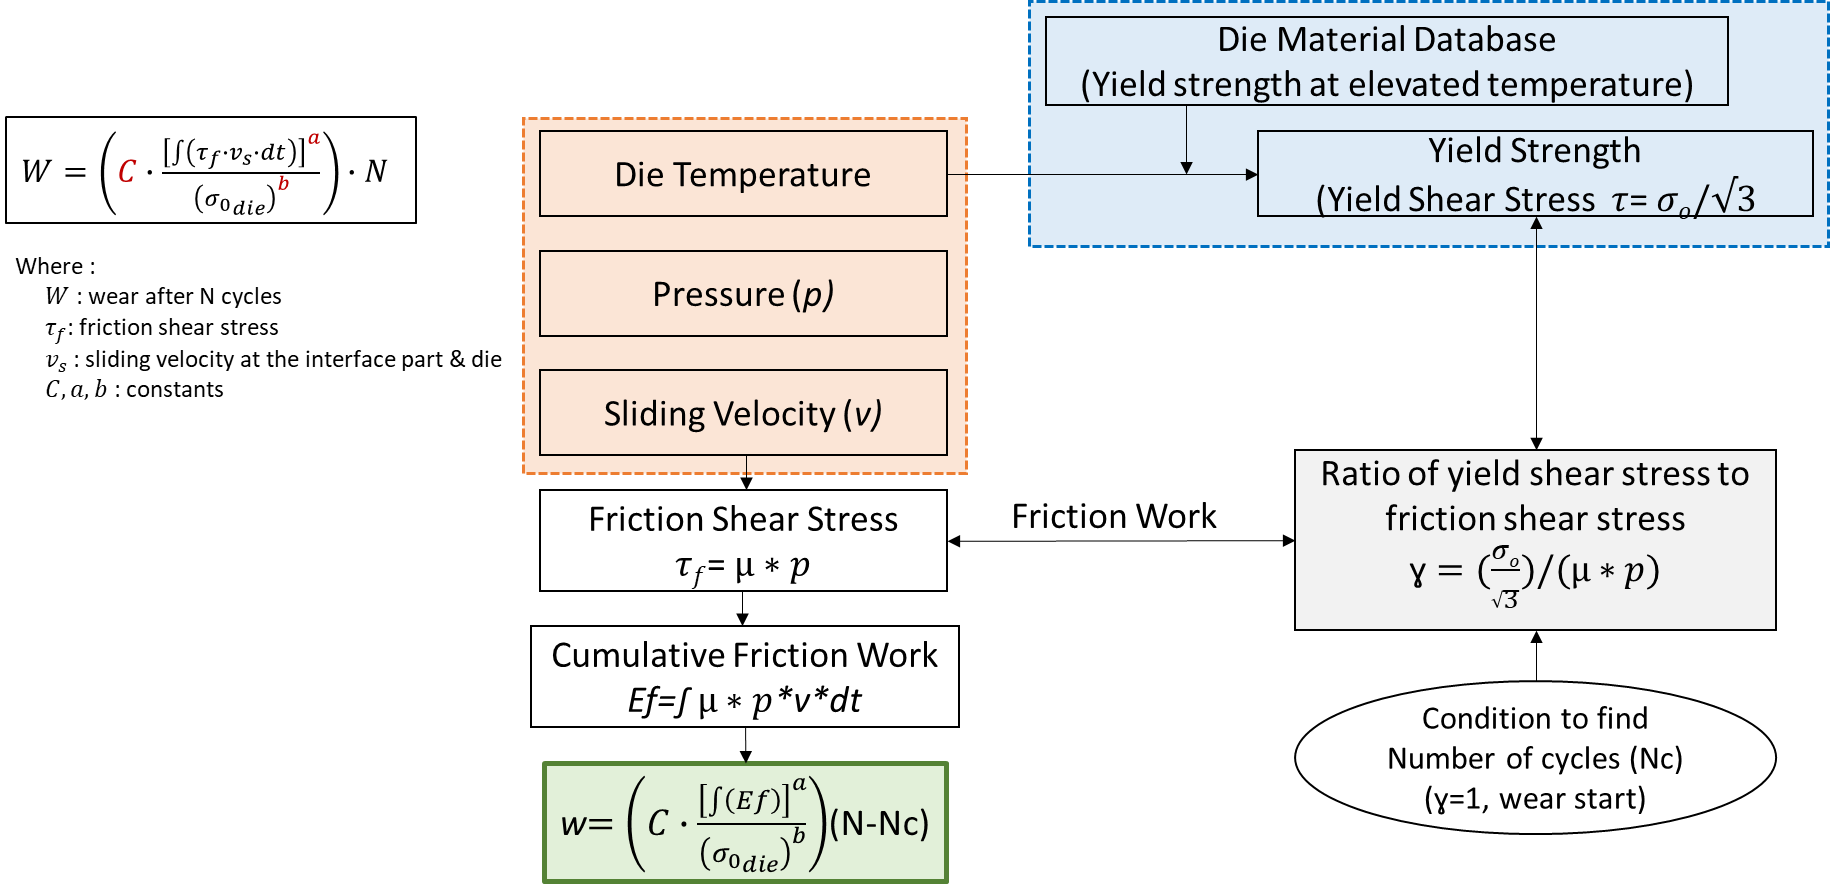 W = (C · [∫(τf·vs·dt)]^a / (σ0die)^b) · N
Where :
W : wear after N cycles
τf: friction shear stress
vs : sliding velocity at the interface part & die
C, a, b : constants
Die Temperature
Pressure (p)
Sliding Velocity (v)
Friction Shear Stress
τf= μ ∗ p
Cumulative Friction Work
Ef=∫ μ ∗ p*v*dt
w= (C · [∫(Ef)]^a / (σ0die)^b)(N-Nc)
Die Material Database
(Yield strength at elevated temperature)
Yield Strength
(Yield Shear Stress τ= σo/√3
Friction Work
Ratio of yield shear stress to
friction shear stress
ɣ = (σo/√3)/(μ ∗ p)
Condition to find
Number of cycles (Nc)
(ɣ=1, wear start)